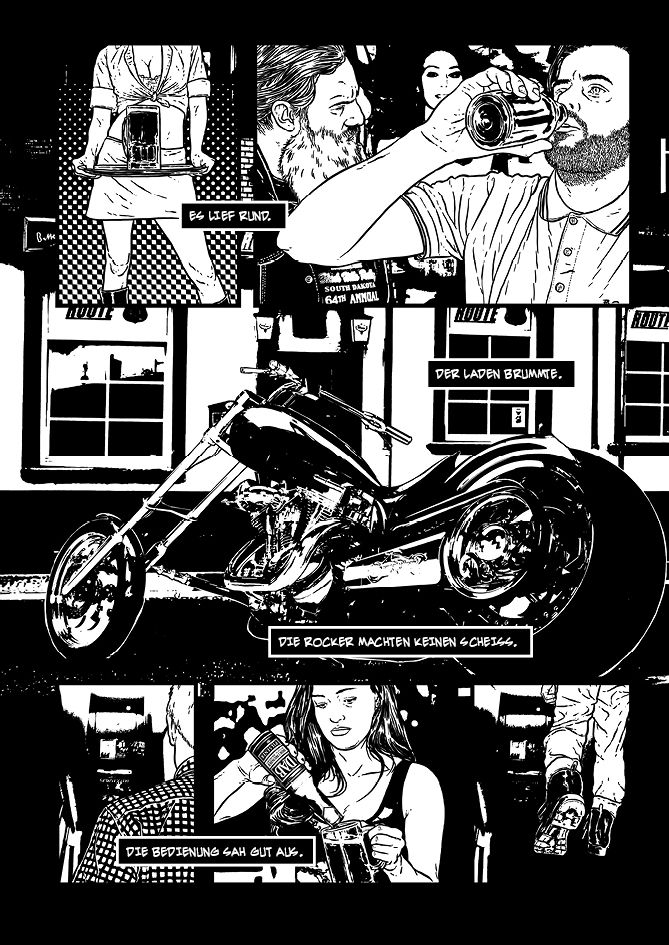 ES LIEF RUND.
SOUTH DAKOTA
64TH ANNUAL
ROUTE
ROUTE
ROUTE
DER LADEN BRUMMTE.
DIE ROCKER MACHTEN KEINEN SCHEISS.
DIE BEDIENUNG SAH GUT AUS.